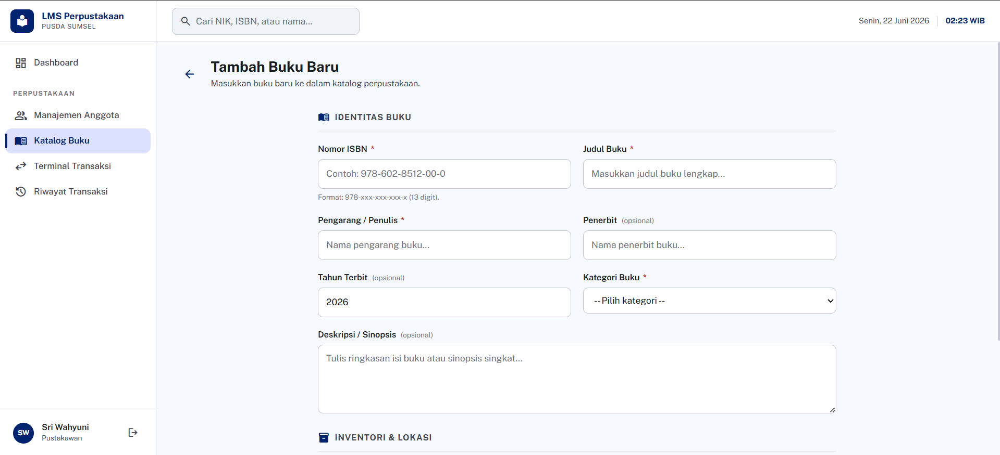 LMS Perpustakaan
PUSDA SUMSEL
Cari NIK, ISBN, atau nama...
Senin, 22 Juni 2026
02:23 WIB
Dashboard
PERPUSTAKAAN
Manajemen Anggota
Katalog Buku
Terminal Transaksi
Riwayat Transaksi
SW
Sri Wahyuni
Pustakawan
Tambah Buku Baru
Masukkan buku baru ke dalam katalog perpustakaan.
IDENTITAS BUKU
Nomor ISBN *
Contoh: 978-602-8512-00-0
Format: 978-xxx-xxx-xxx-x (13 digit).
Judul Buku *
Masukkan judul buku lengkap...
Pengarang / Penulis *
Nama pengarang buku...
Penerbit (opsional)
Nama penerbit buku...
Tahun Terbit (opsional)
2026
Kategori Buku *
-- Pilih kategori --
Deskripsi / Sinopsis (opsional)
Tulis ringkasan isi buku atau sinopsis singkat...
INVENTORI & LOKASI